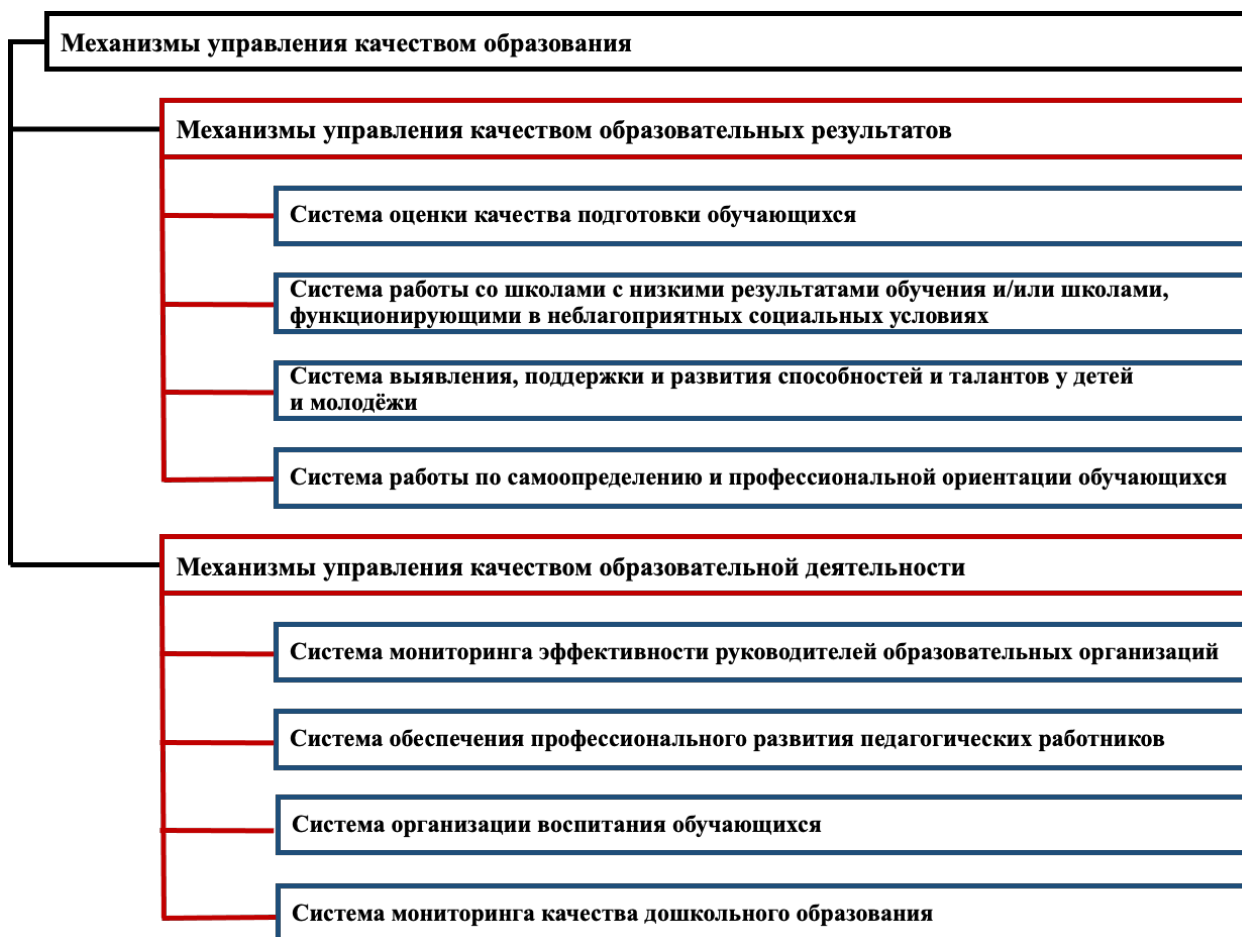 Механизмы управления качеством образования
Механизмы управления качеством образовательных результатов
Система оценки качества подготовки обучающихся
Система работы со школами с низкими результатами обучения и/или школами,
функционирующими в неблагоприятных социальных условиях
Система выявления, поддержки и развития способностей и талантов у детей
и молодёжи
Система работы по самоопределению и профессиональной ориентации обучающихся
Механизмы управления качеством образовательной деятельности
Система мониторинга эффективности руководителей образовательных организаций
Система обеспечения профессионального развития педагогических работников
Система организации воспитания обучающихся
Система мониторинга качества дошкольного образования